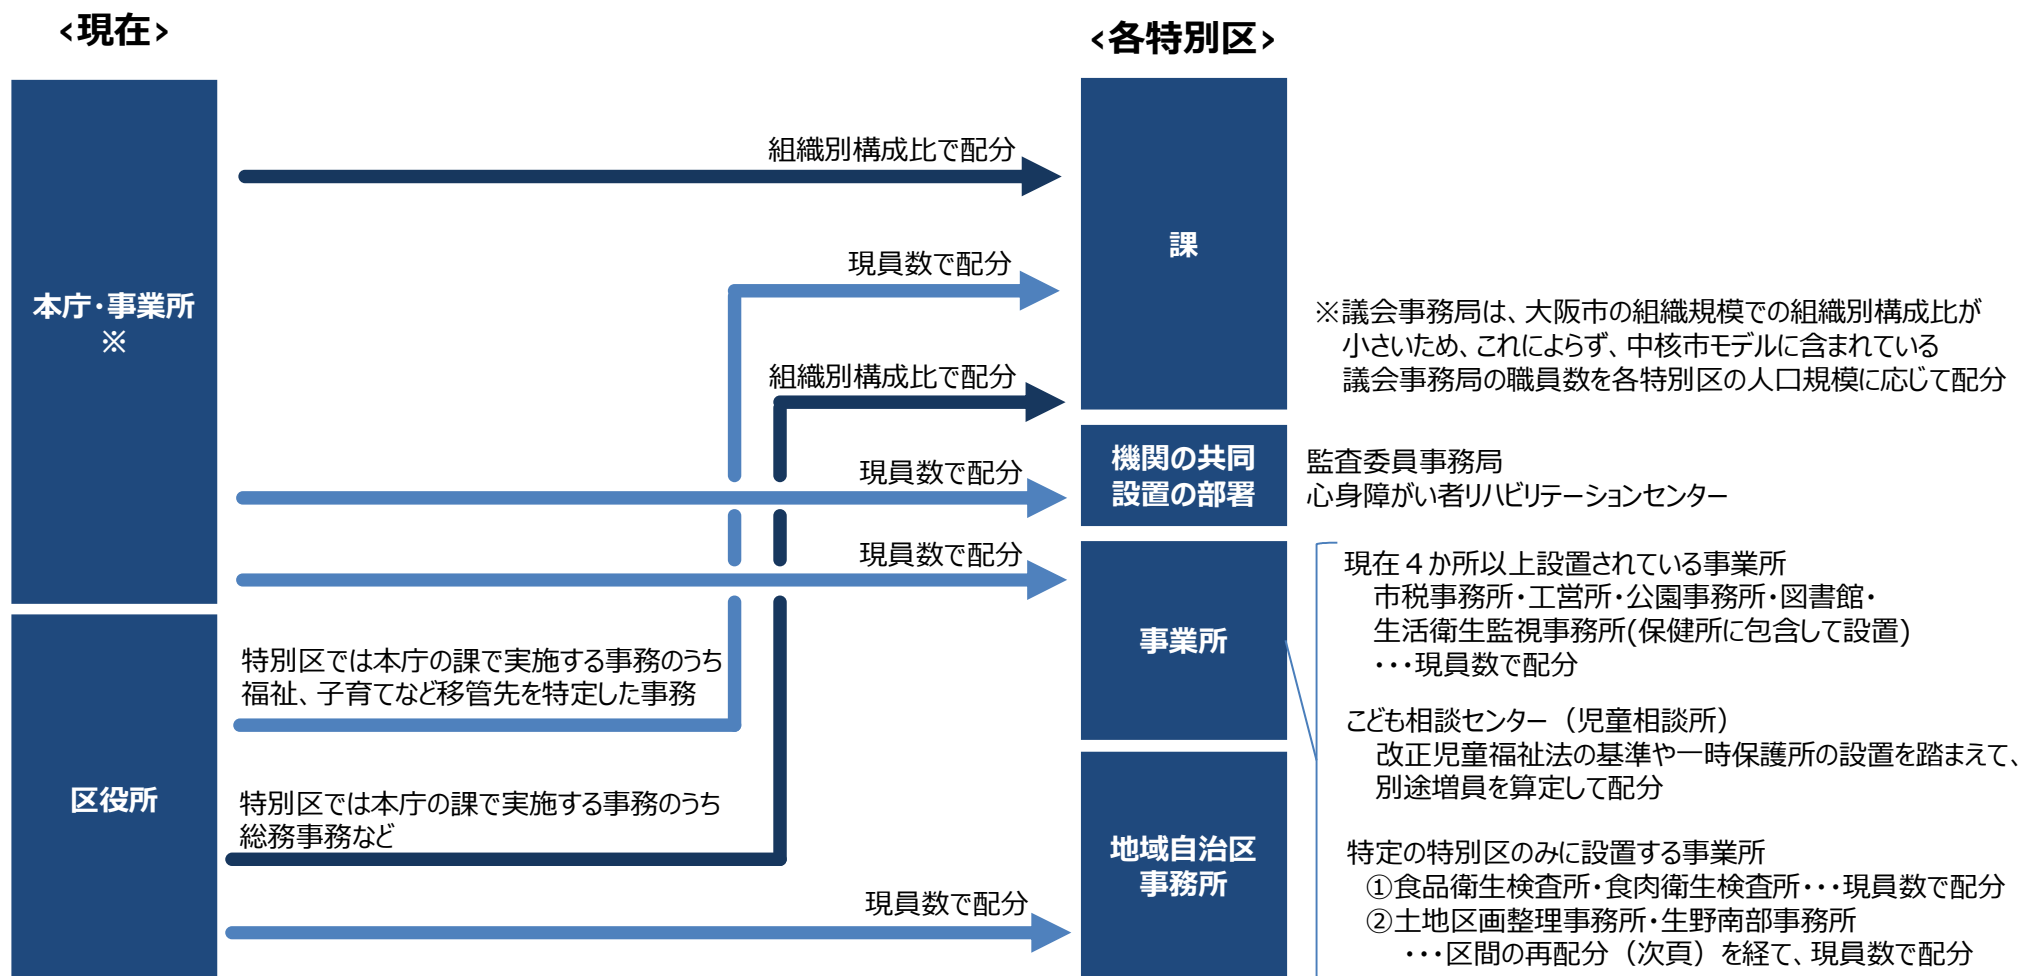 <現在>
<各特別区>
本庁・事業所
※
区役所
組織別構成比で配分
現員数で配分
組織別構成比で配分
現員数で配分
現員数で配分
特別区では本庁の課で実施する事務のうち
福祉、子育てなど移管先を特定した事務
特別区では本庁の課で実施する事務のうち
総務事務など
現員数で配分
課
機関の共同
設置の部署
事業所
地域自治区
事務所
※議会事務局は、大阪市の組織規模での組織別構成比が
小さいため、これによらず、中核市モデルに含まれている
議会事務局の職員数を各特別区の人口規模に応じて配分
監査委員事務局
心身障がい者リハビリテーションセンター
現在４か所以上設置されている事業所
市税事務所・工営所・公園事務所・図書館・
生活衛生監視事務所(保健所に包含して設置)
・・・現員数で配分
こども相談センター（児童相談所）
改正児童福祉法の基準や一時保護所の設置を踏まえて、
別途増員を算定して配分
特定の特別区のみに設置する事業所
①食品衛生検査所・食肉衛生検査所・・・現員数で配分
②土地区画整理事務所・生野南部事務所
・・・区間の再配分（次頁）を経て、現員数で配分